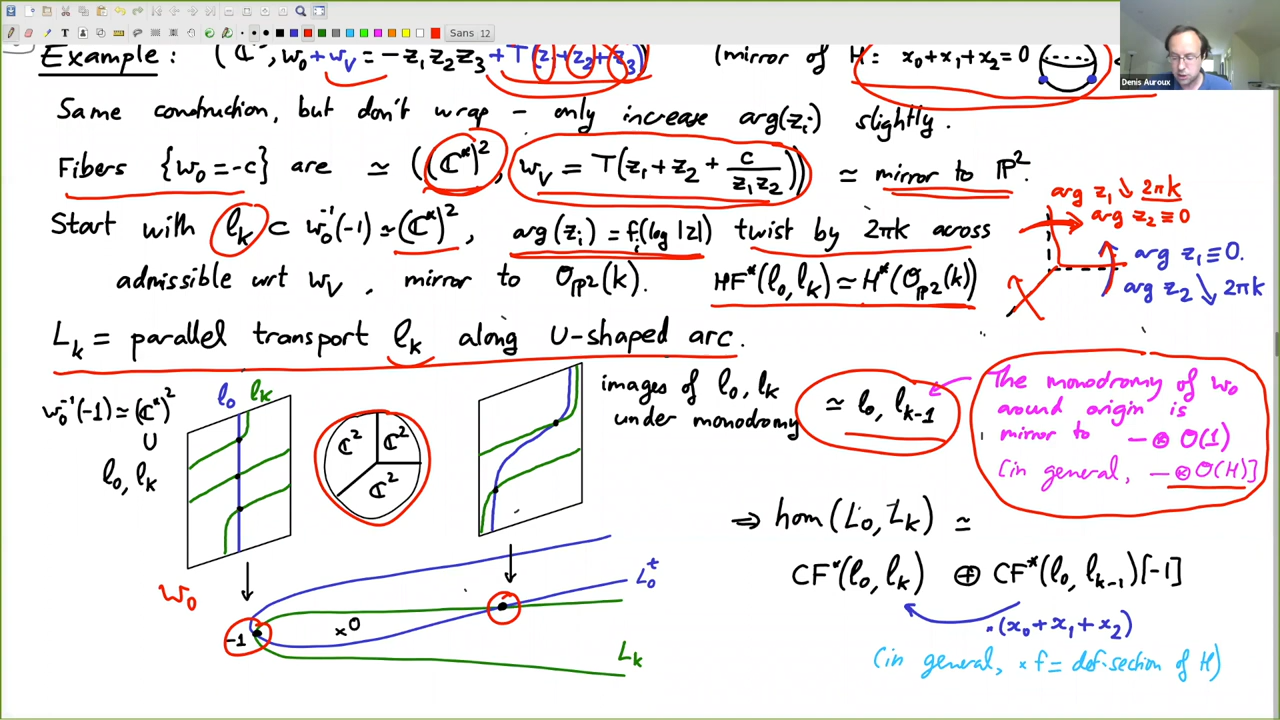 Sans 12
Denis Auroux
Example: (ℂ³, w₀+w_V = -z₁z₂z₃ + T(z₁+z₂+z₃)) (mirror of H: x₀+x₁+x₂=0
Same construction, but don't wrap - only increase arg(z_i) slightly.
Fibers {w₀=-c} are ≃ ((ℂ*)², w_V = T(z₁+z₂+ c/(z₁z₂))) ≃ mirror to ℙ².
Start with l_k ⊂ w₀⁻¹(-1) ≃ (ℂ*)², arg(z_i) = f_i(log |z|) twist by 2πk across
admissible wrt w_V, mirror to O_ℙ²(k). HF*(l₀,l_k) ≃ H*(O_ℙ²(k))
arg z₁ ↘ 2πk
arg z₂ ≡ 0
arg z₁ ≡ 0.
arg z₂ ↘ 2πk
L_k = parallel transport l_k along U-shaped arc.
w₀⁻¹(-1) ≃ (ℂ*)²
∪
l₀, l_k
l₀ l_k
ℂ² ℂ²
ℂ²
images of l₀, l_k
under monodromy
≃ l₀, l_{k-1}
The monodromy of w₀
around origin is
mirror to - ⊗ O(1)
[in general, - ⊗ O(H)]
⇒ hom(L₀, L_k) ≃
CF*(l₀, l_k) ⊕ CF*(l₀, l_{k-1})[-1]
·(x₀+x₁+x₂)
(in general, × f = def. section of H)
w₀
-1
×0
L₀ᵗ
L_k